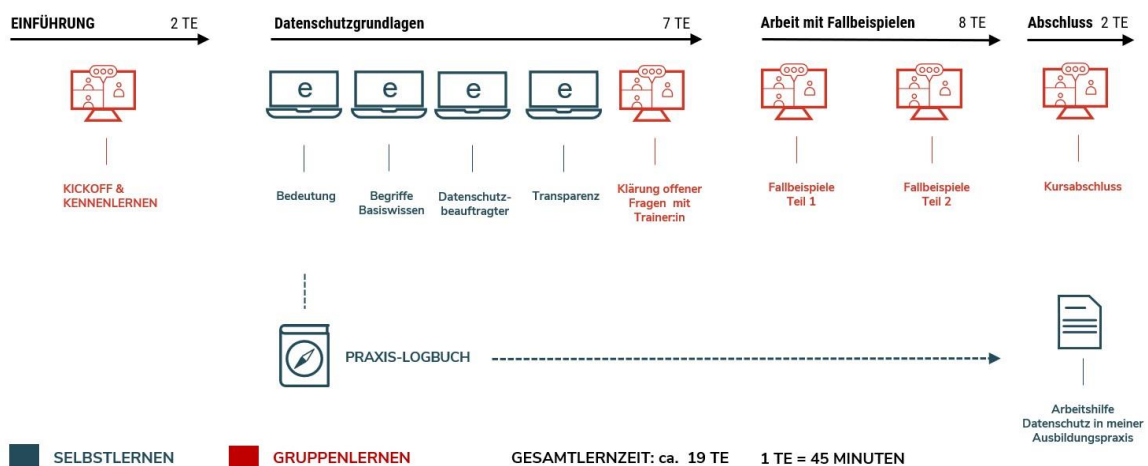 EINFÜHRUNG 2 TE
Datenschutzgrundlagen 7 TE
Arbeit mit Fallbeispielen 8 TE
Abschluss 2 TE
e e e e
KICKOFF &
KENNENLERNEN
Bedeutung
Begriffe
Basiswissen
Datenschutz-
beauftragter
Transparenz
Klärung offener
Fragen mit
Trainer:in
Fallbeispiele
Teil 1
Fallbeispiele
Teil 2
Kursabschluss
PRAXIS-LOGBUCH
Arbeitshilfe
Datenschutz in meiner
Ausbildungspraxis
SELBSTLERNEN
GRUPPENLERNEN
GESAMTLERNZEIT: ca. 19 TE
1 TE = 45 MINUTEN